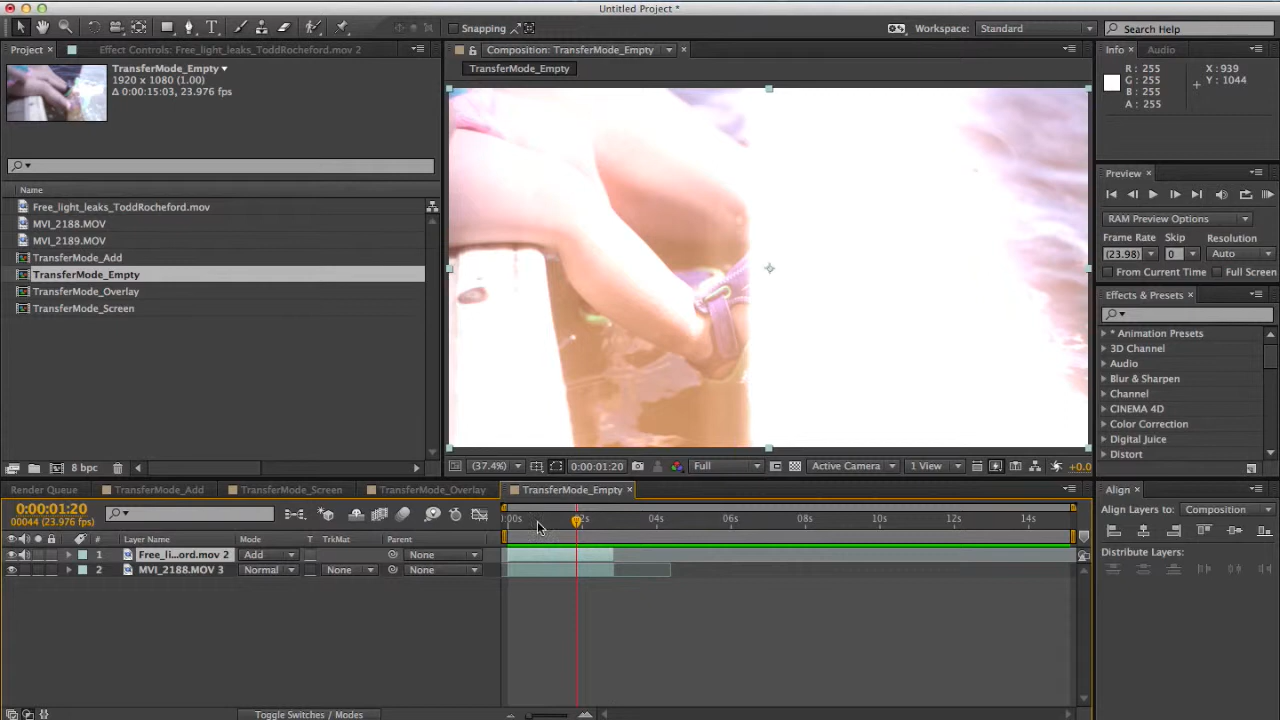 Untitled Project *
Snapping
Workspace: Standard
Search Help
Project
Effect Controls: Free_light_leaks_ToddRocheford.mov 2
Composition: TransferMode_Empty
Info
Audio
TransferMode_Empty
1920 x 1080 (1.00)
Δ 0:00:15:03, 23.976 fps
TransferMode_Empty
R : 255
G : 255
B : 255
A : 255
X : 939
Y : 1044
Name
Free_light_leaks_ToddRocheford.mov
MVI_2188.MOV
MVI_2189.MOV
TransferMode_Add
TransferMode_Empty
TransferMode_Overlay
TransferMode_Screen
Preview
RAM Preview Options
Frame Rate Skip Resolution
(23.98) 0 Auto
From Current Time Full Screen
Effects & Presets
* Animation Presets
3D Channel
Audio
Blur & Sharpen
Channel
CINEMA 4D
Color Correction
Digital Juice
Distort
8 bpc
(37.4%) 0:00:01:20 Full Active Camera 1 View +0.0
Render Queue TransferMode_Add TransferMode_Screen TransferMode_Overlay TransferMode_Empty
0:00:01:20
00044 (23.976 fps)
:00s 02s 04s 06s 08s 10s 12s 14s
# Layer Name Mode T TrkMat Parent
1 Free_li...ord.mov 2 Add None
2 MVI_2188.MOV 3 Normal None None
Align
Align Layers to: Composition
Distribute Layers:
Toggle Switches / Modes